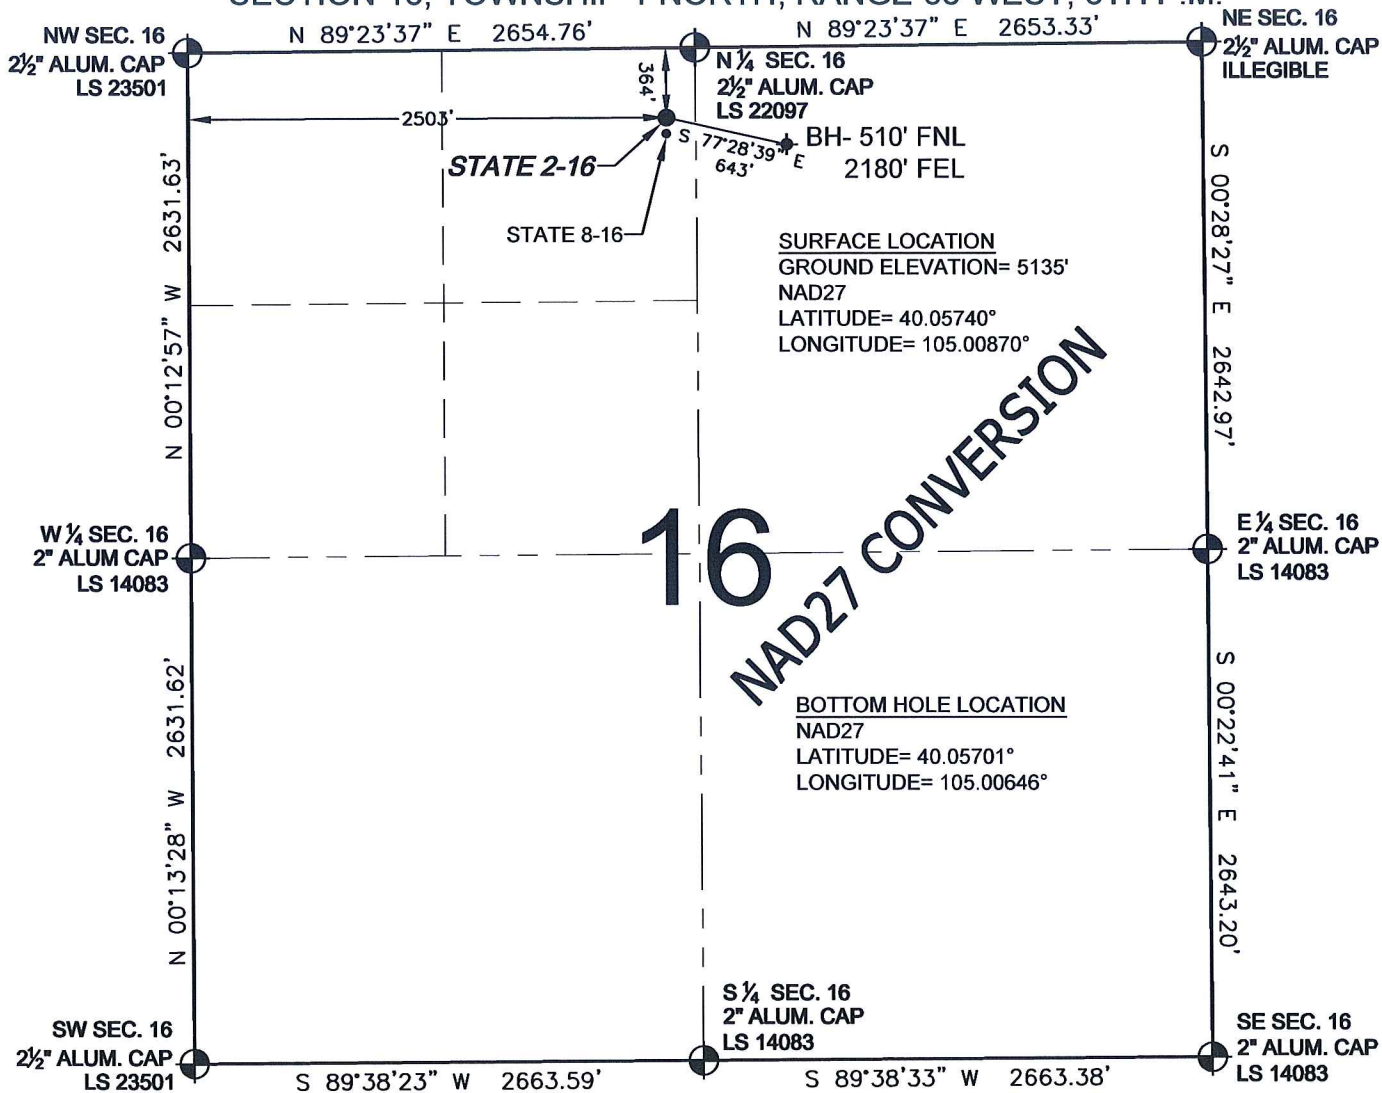 N 89°23'37" E 2654.76'
N 89°23'37" E 2653.33'
NW SEC. 16
2½" ALUM. CAP
LS 23501
N ¼ SEC. 16
2½" ALUM. CAP
LS 22097
NE SEC. 16
2½" ALUM. CAP
ILLEGIBLE
364'
2503'
STATE 2-16
STATE 8-16
S 77°28'39" E
643'
BH- 510' FNL
2180' FEL
N 00°12'57" W 2631.63'
S 00°28'27" E 2642.97'
SURFACE LOCATION
GROUND ELEVATION= 5135'
NAD27
LATITUDE= 40.05740°
LONGITUDE= 105.00870°
NAD27 CONVERSION
16
W ¼ SEC. 16
2" ALUM CAP
LS 14083
E ¼ SEC. 16
2" ALUM. CAP
LS 14083
N 00°13'28" W 2631.62'
S 00°22'41" E 2643.20'
BOTTOM HOLE LOCATION
NAD27
LATITUDE= 40.05701°
LONGITUDE= 105.00646°
SW SEC. 16
2½" ALUM. CAP
LS 23501
S ¼ SEC. 16
2" ALUM. CAP
LS 14083
SE SEC. 16
2" ALUM. CAP
LS 14083
S 89°38'23" W 2663.59'
S 89°38'33" W 2663.38'